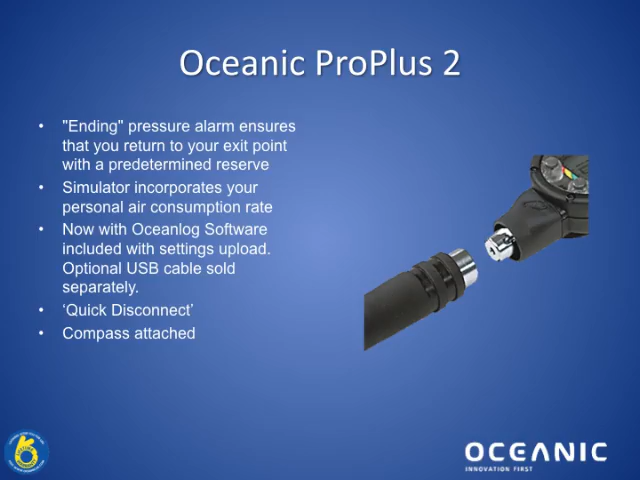 Oceanic ProPlus 2
• "Ending" pressure alarm ensures
that you return to your exit point
with a predetermined reserve
• Simulator incorporates your
personal air consumption rate
• Now with Oceanlog Software
included with settings upload.
Optional USB cable sold
separately.
• ‘Quick Disconnect’
• Compass attached
OCEANIC
INNOVATION FIRST